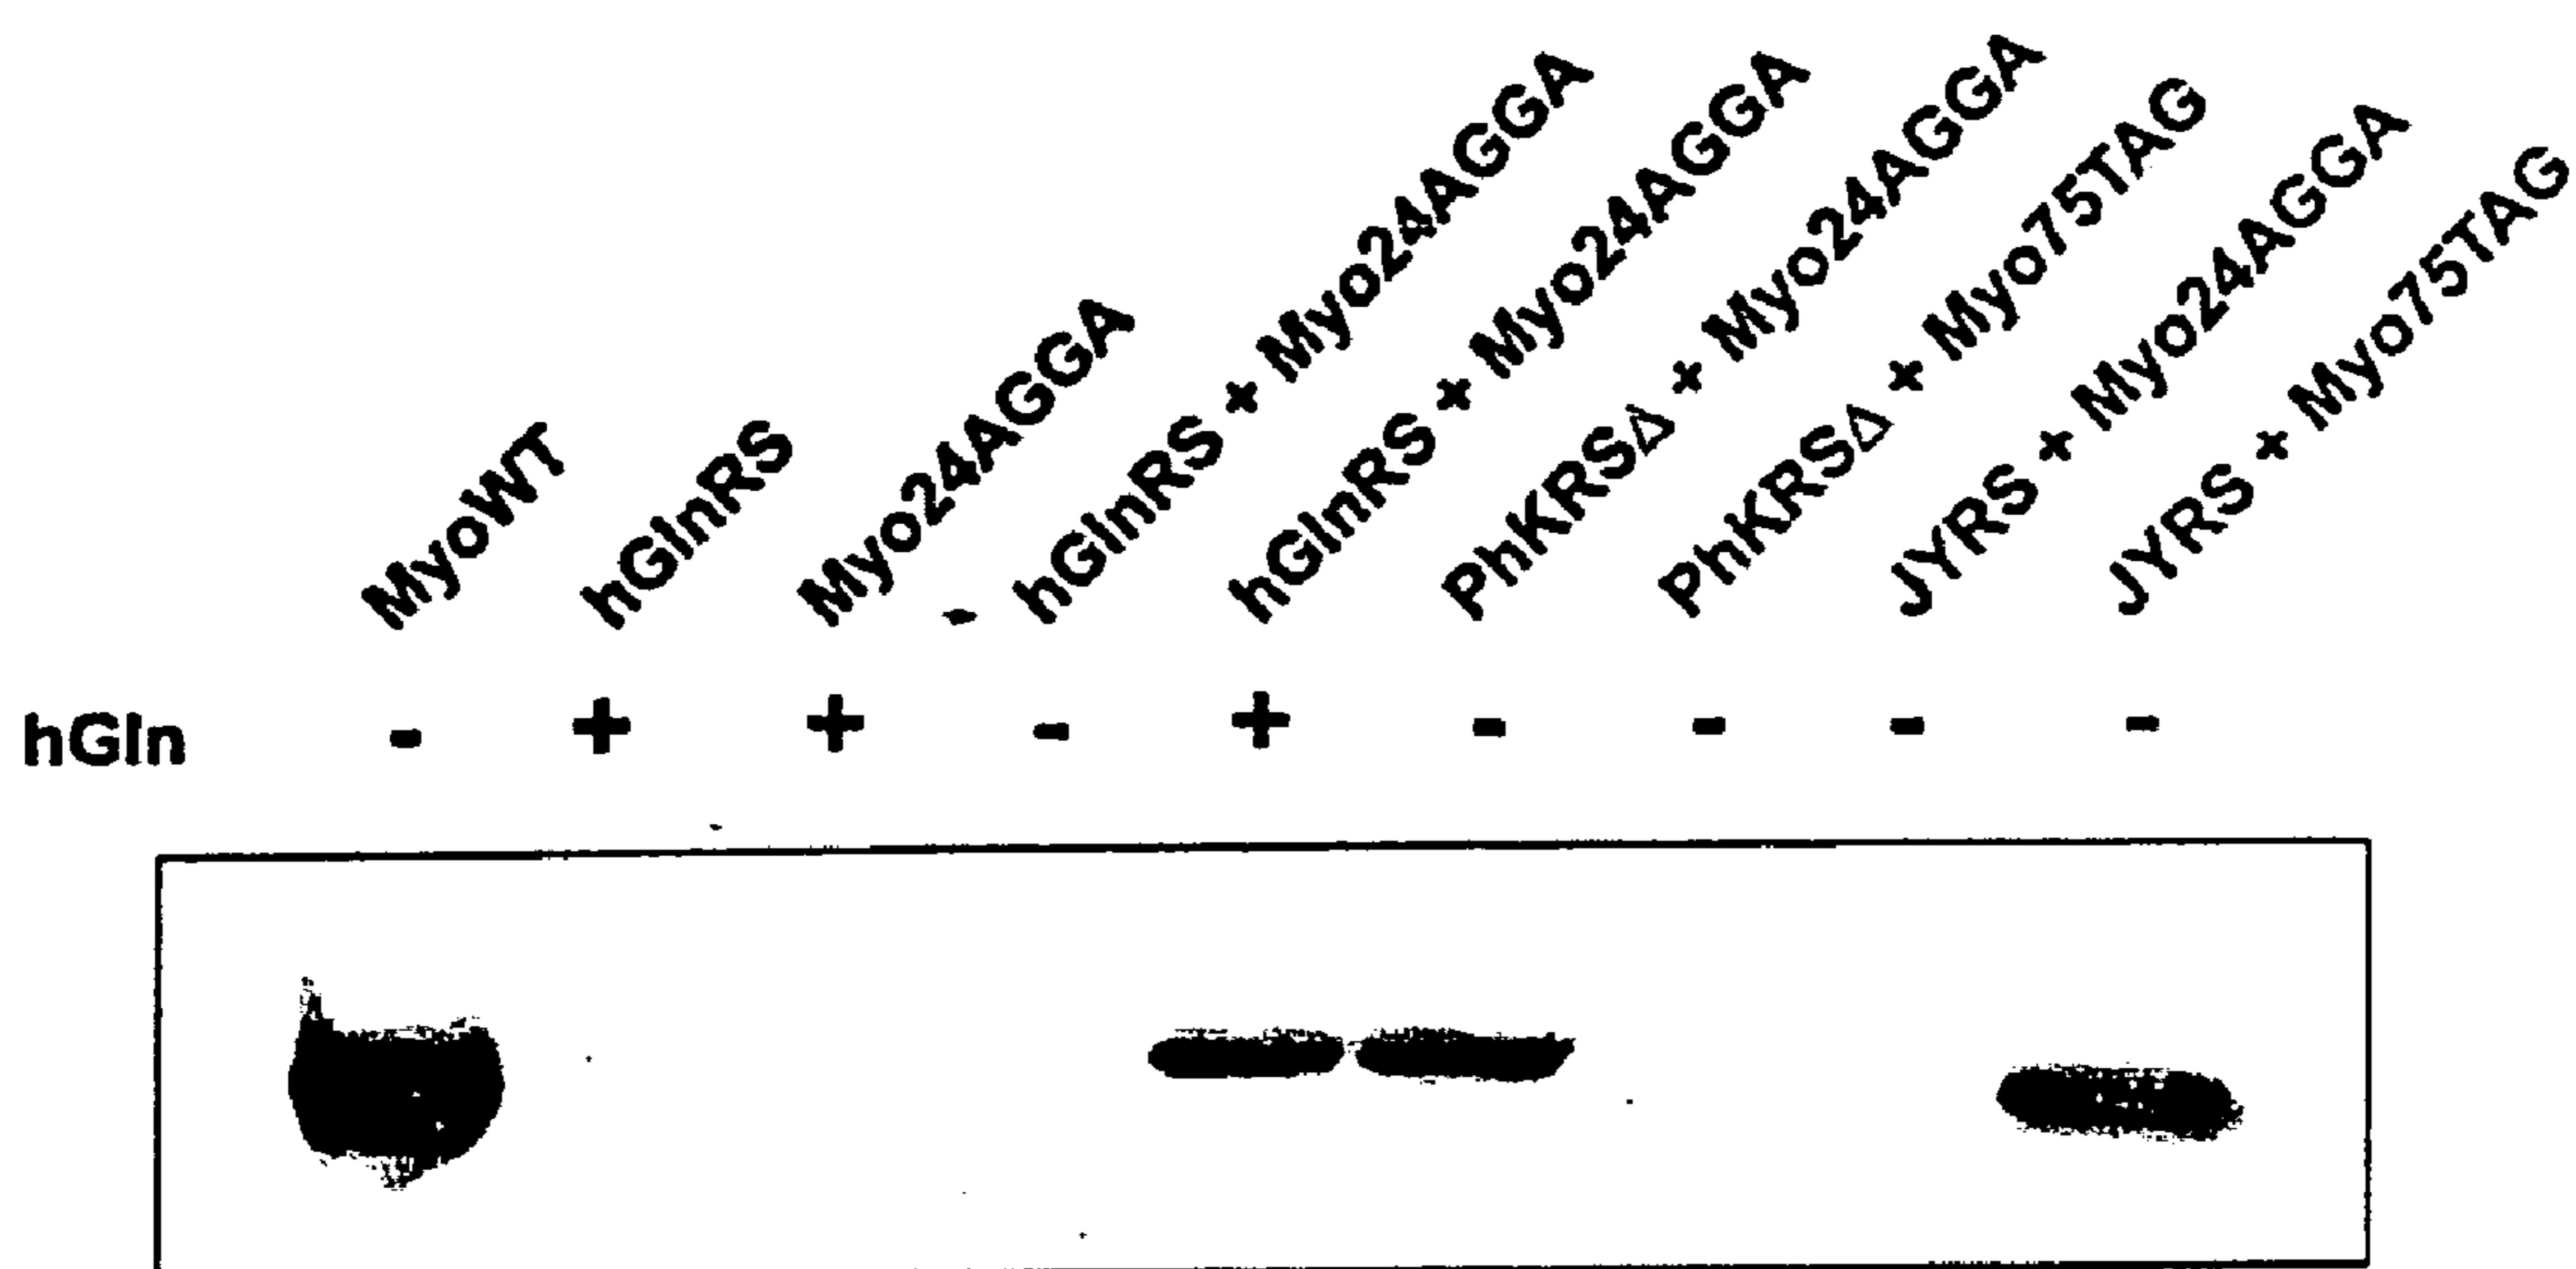 MyoWT
hGlnRS
Myo24AGGA
hGlnRS + Myo24AGGA
hGlnRS + Myo24AGGA
PhKRSΔ + Myo24AGGA
PhKRSΔ + Myo75TAG
JYRS + Myo24AGGA
JYRS + Myo75TAG
hGln - + + - + - - - -